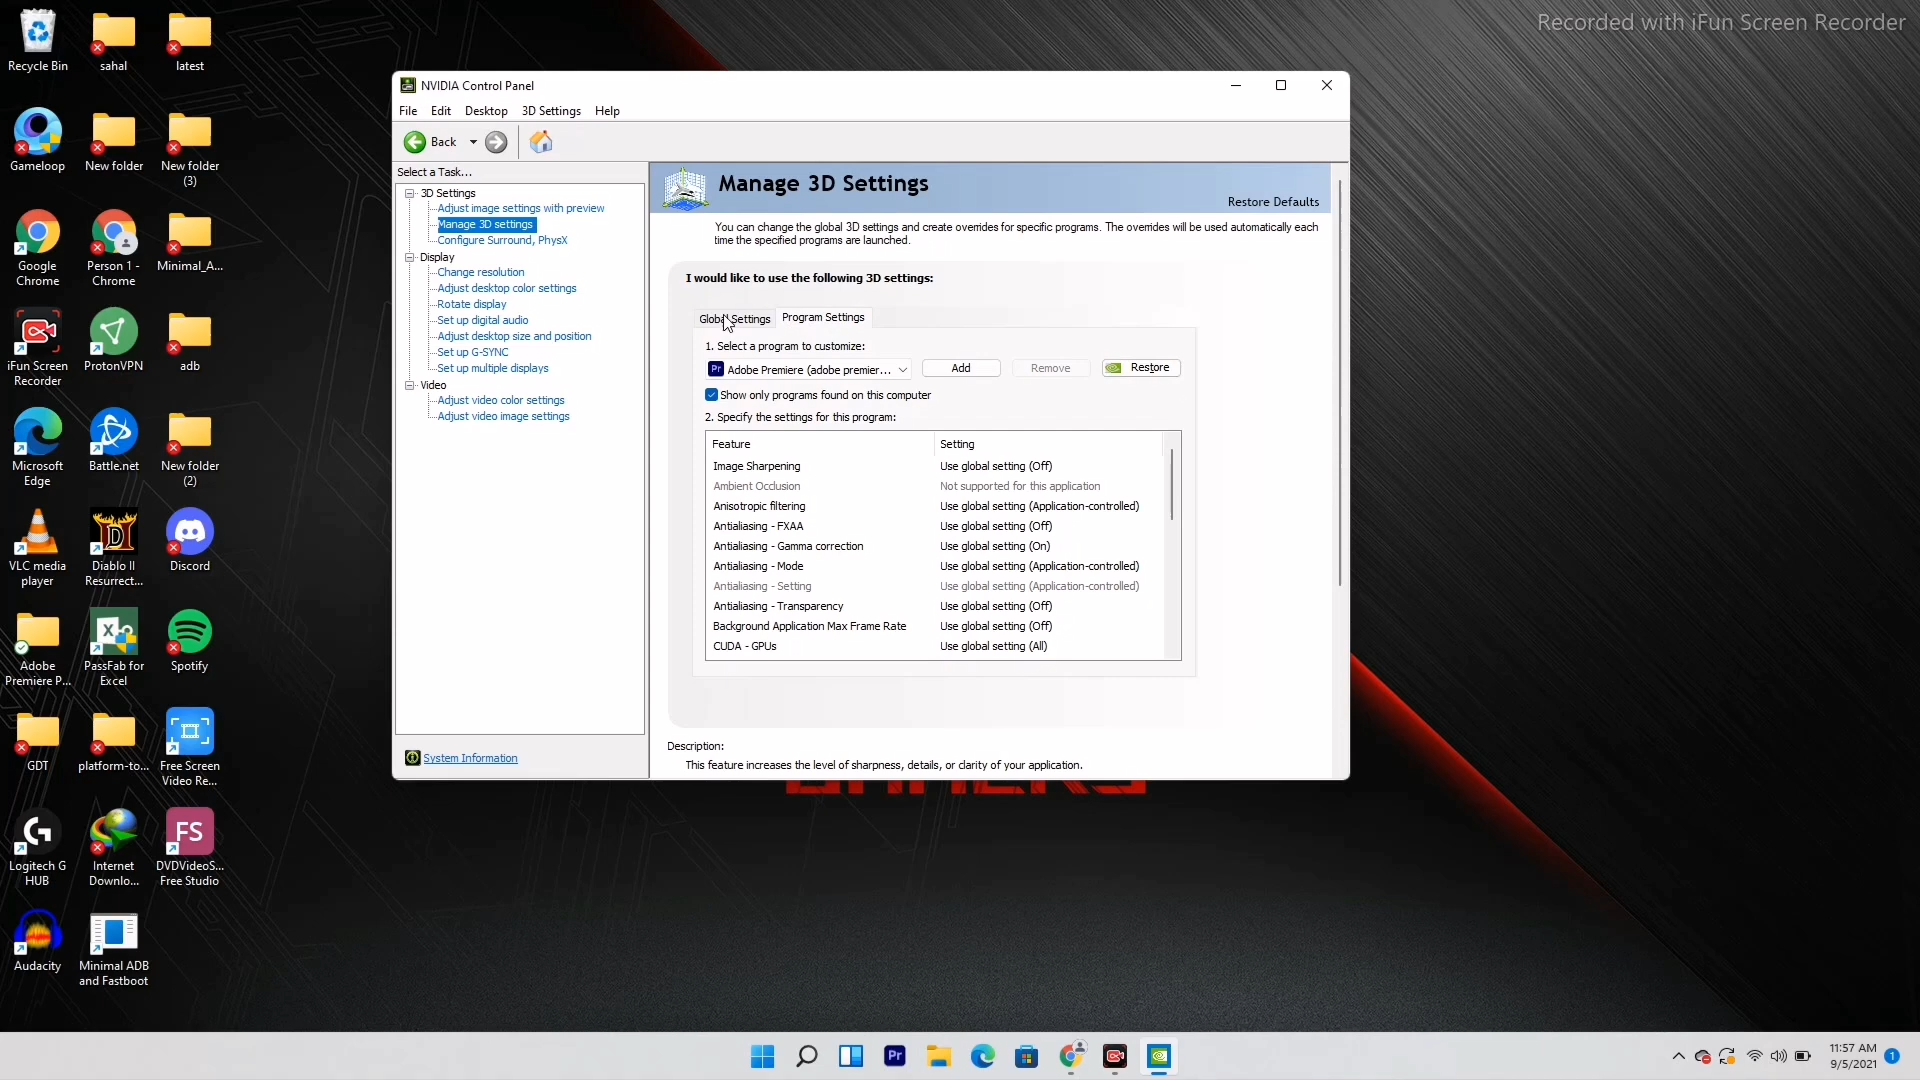 Recorded with iFun Screen Recorder
Recycle Bin
sahal
latest
Gameloop
New folder
New folder
(3)
Google
Chrome
Person 1 -
Chrome
Minimal_A...
iFun Screen
Recorder
ProtonVPN
adb
Microsoft
Edge
Battle.net
New folder
(2)
VLC media
player
Diablo II
Resurrect...
Discord
Adobe
Premiere P...
PassFab for
Excel
Spotify
GDT
platform-to...
Free Screen
Video Re...
Logitech G
HUB
Internet
Downlo...
DVDVideoS...
Free Studio
FS
Audacity
Minimal ADB
and Fastboot
NVIDIA Control Panel
File Edit Desktop 3D Settings Help
Back
Select a Task...
3D Settings
Adjust image settings with preview
Manage 3D settings
Configure Surround, PhysX
Display
Change resolution
Adjust desktop color settings
Rotate display
Set up digital audio
Adjust desktop size and position
Set up G-SYNC
Set up multiple displays
Video
Adjust video color settings
Adjust video image settings
System Information
Manage 3D Settings
Restore Defaults
You can change the global 3D settings and create overrides for specific programs. The overrides will be used automatically each
time the specified programs are launched.
I would like to use the following 3D settings:
Global Settings Program Settings
1. Select a program to customize:
Pr Adobe Premiere (adobe premier... Add Remove Restore
Show only programs found on this computer
2. Specify the settings for this program:
Feature Setting
Image Sharpening Use global setting (Off)
Ambient Occlusion Not supported for this application
Anisotropic filtering Use global setting (Application-controlled)
Antialiasing - FXAA Use global setting (Off)
Antialiasing - Gamma correction Use global setting (On)
Antialiasing - Mode Use global setting (Application-controlled)
Antialiasing - Setting Use global setting (Application-controlled)
Antialiasing - Transparency Use global setting (Off)
Background Application Max Frame Rate Use global setting (Off)
CUDA - GPUs Use global setting (All)
Description:
This feature increases the level of sharpness, details, or clarity of your application.
Pr
11:57 AM
9/5/2021
1